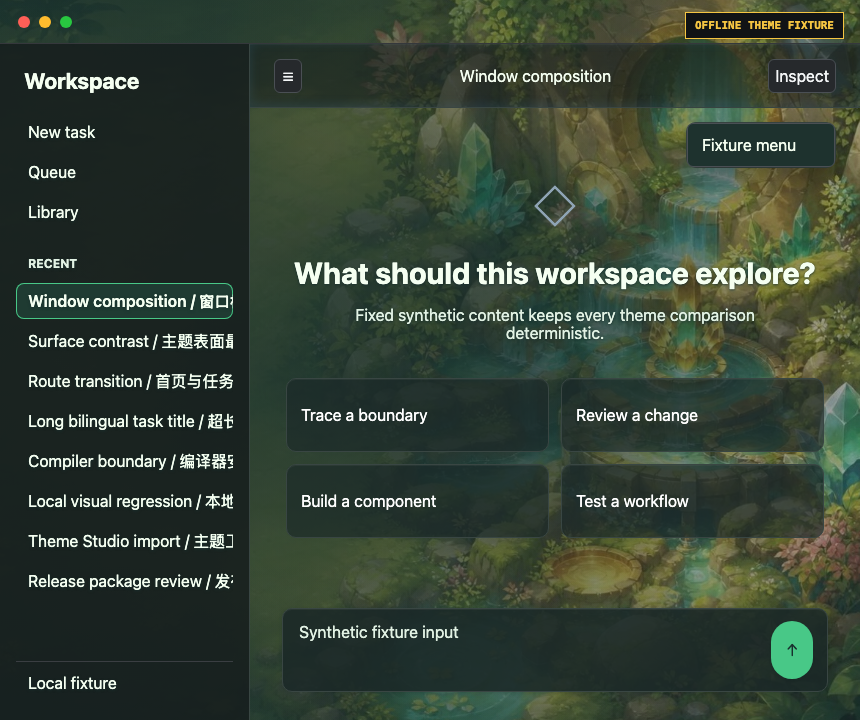 OFFLINE THEME FIXTURE
Workspace
Window composition
Inspect
Fixture menu
New task
Queue
Library
RECENT
Window composition / 窗口
Surface contrast / 主题表面
Route transition / 首页与任务
Long bilingual task title / 超
Compiler boundary / 编译器
Local visual regression / 本地
Theme Studio import / 主题
Release package review / 发
Local fixture
What should this workspace explore?
Fixed synthetic content keeps every theme comparison
deterministic.
Trace a boundary
Review a change
Build a component
Test a workflow
Synthetic fixture input